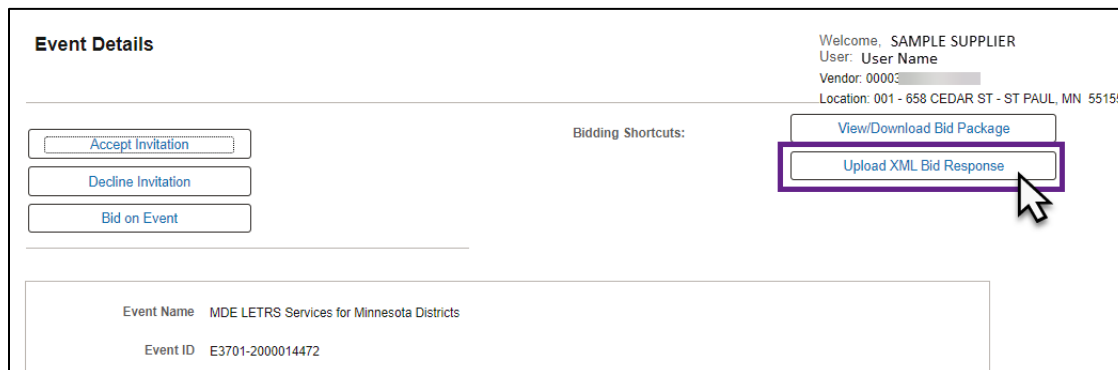 Event Details
Welcome, SAMPLE SUPPLIER
User: User Name
Vendor: 00003
Location: 001 - 658 CEDAR ST - ST PAUL, MN 55155
Accept Invitation
Decline Invitation
Bid on Event
Bidding Shortcuts:
View/Download Bid Package
Upload XML Bid Response
Event Name MDE LETRS Services for Minnesota Districts
Event ID E3701-2000014472